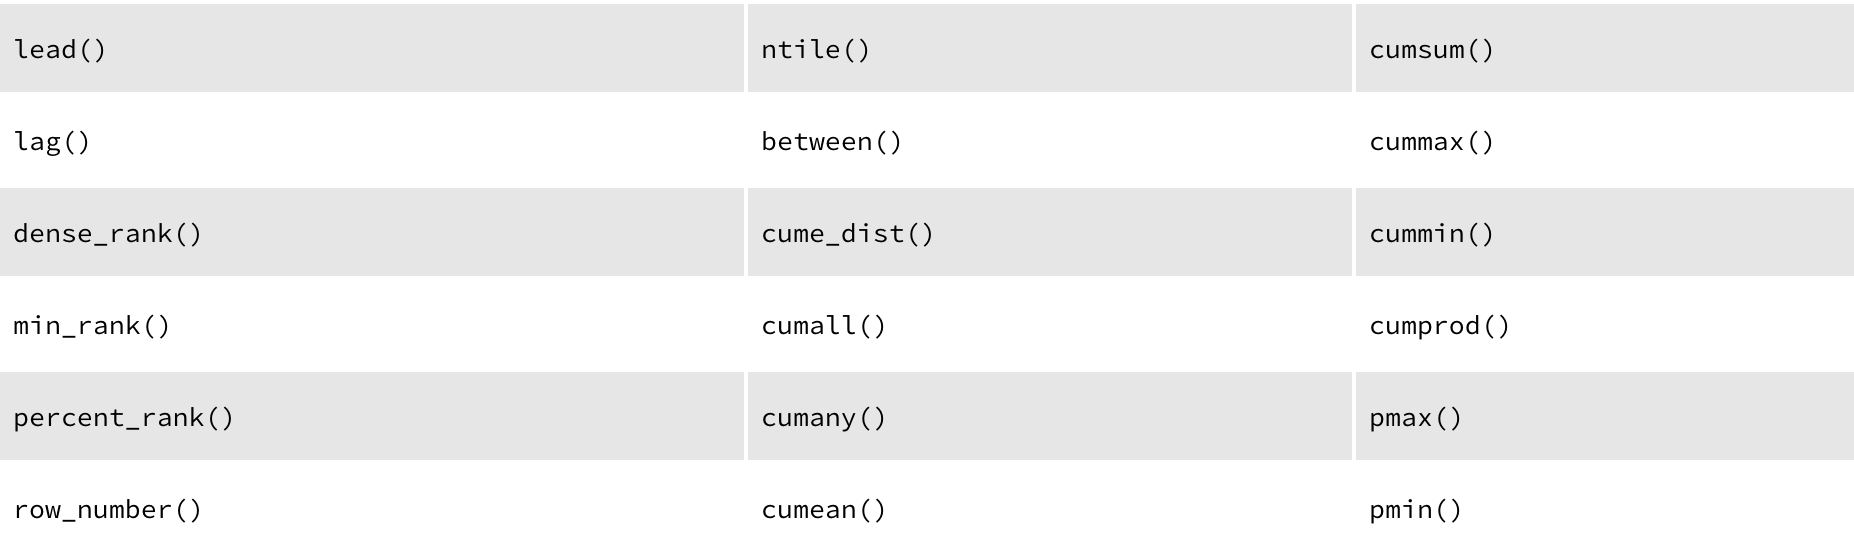 lead() ntile() cumsum()
lag() between() cummax()
dense_rank() cume_dist() cummin()
min_rank() cumall() cumprod()
percent_rank() cumany() pmax()
row_number() cumean() pmin()